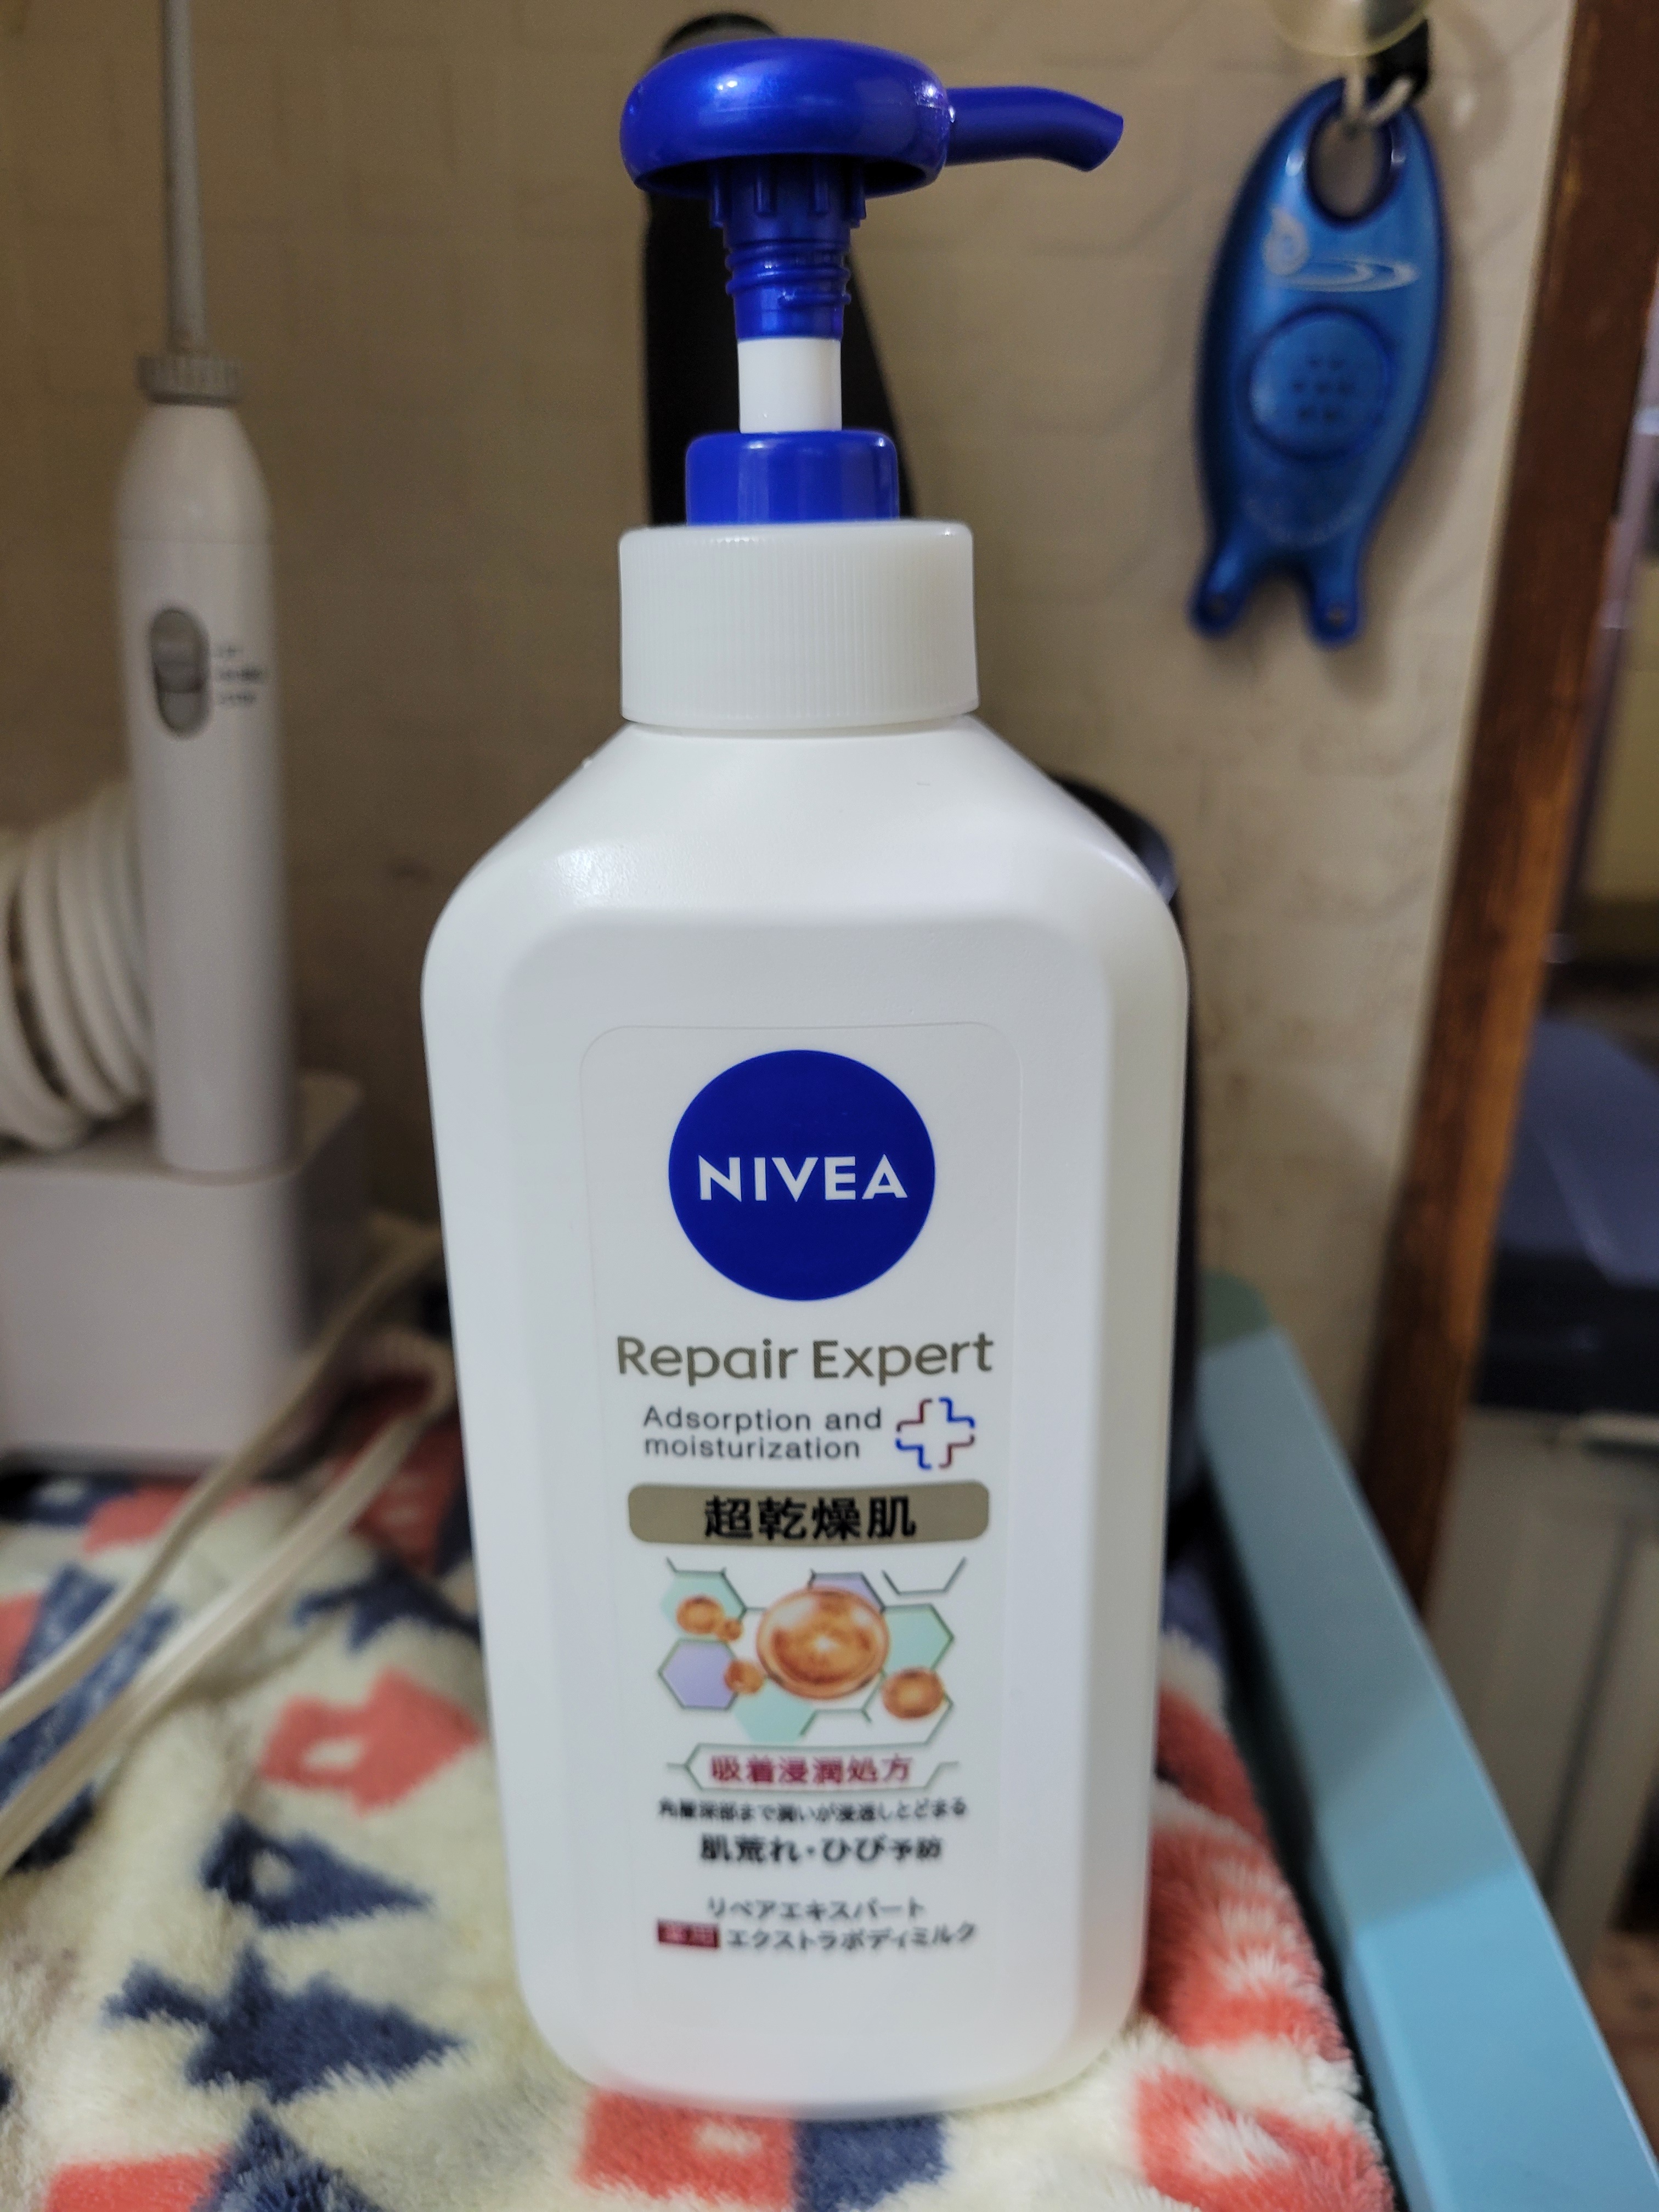 NIVEA
Repair Expert
Adsorption and
moisturization
超乾燥肌
吸着浸潤処方
角層深部まで潤いが浸透しとどまる
肌荒れ・ひび予防
リペアエキスパート
薬用 エクストラボディミルク